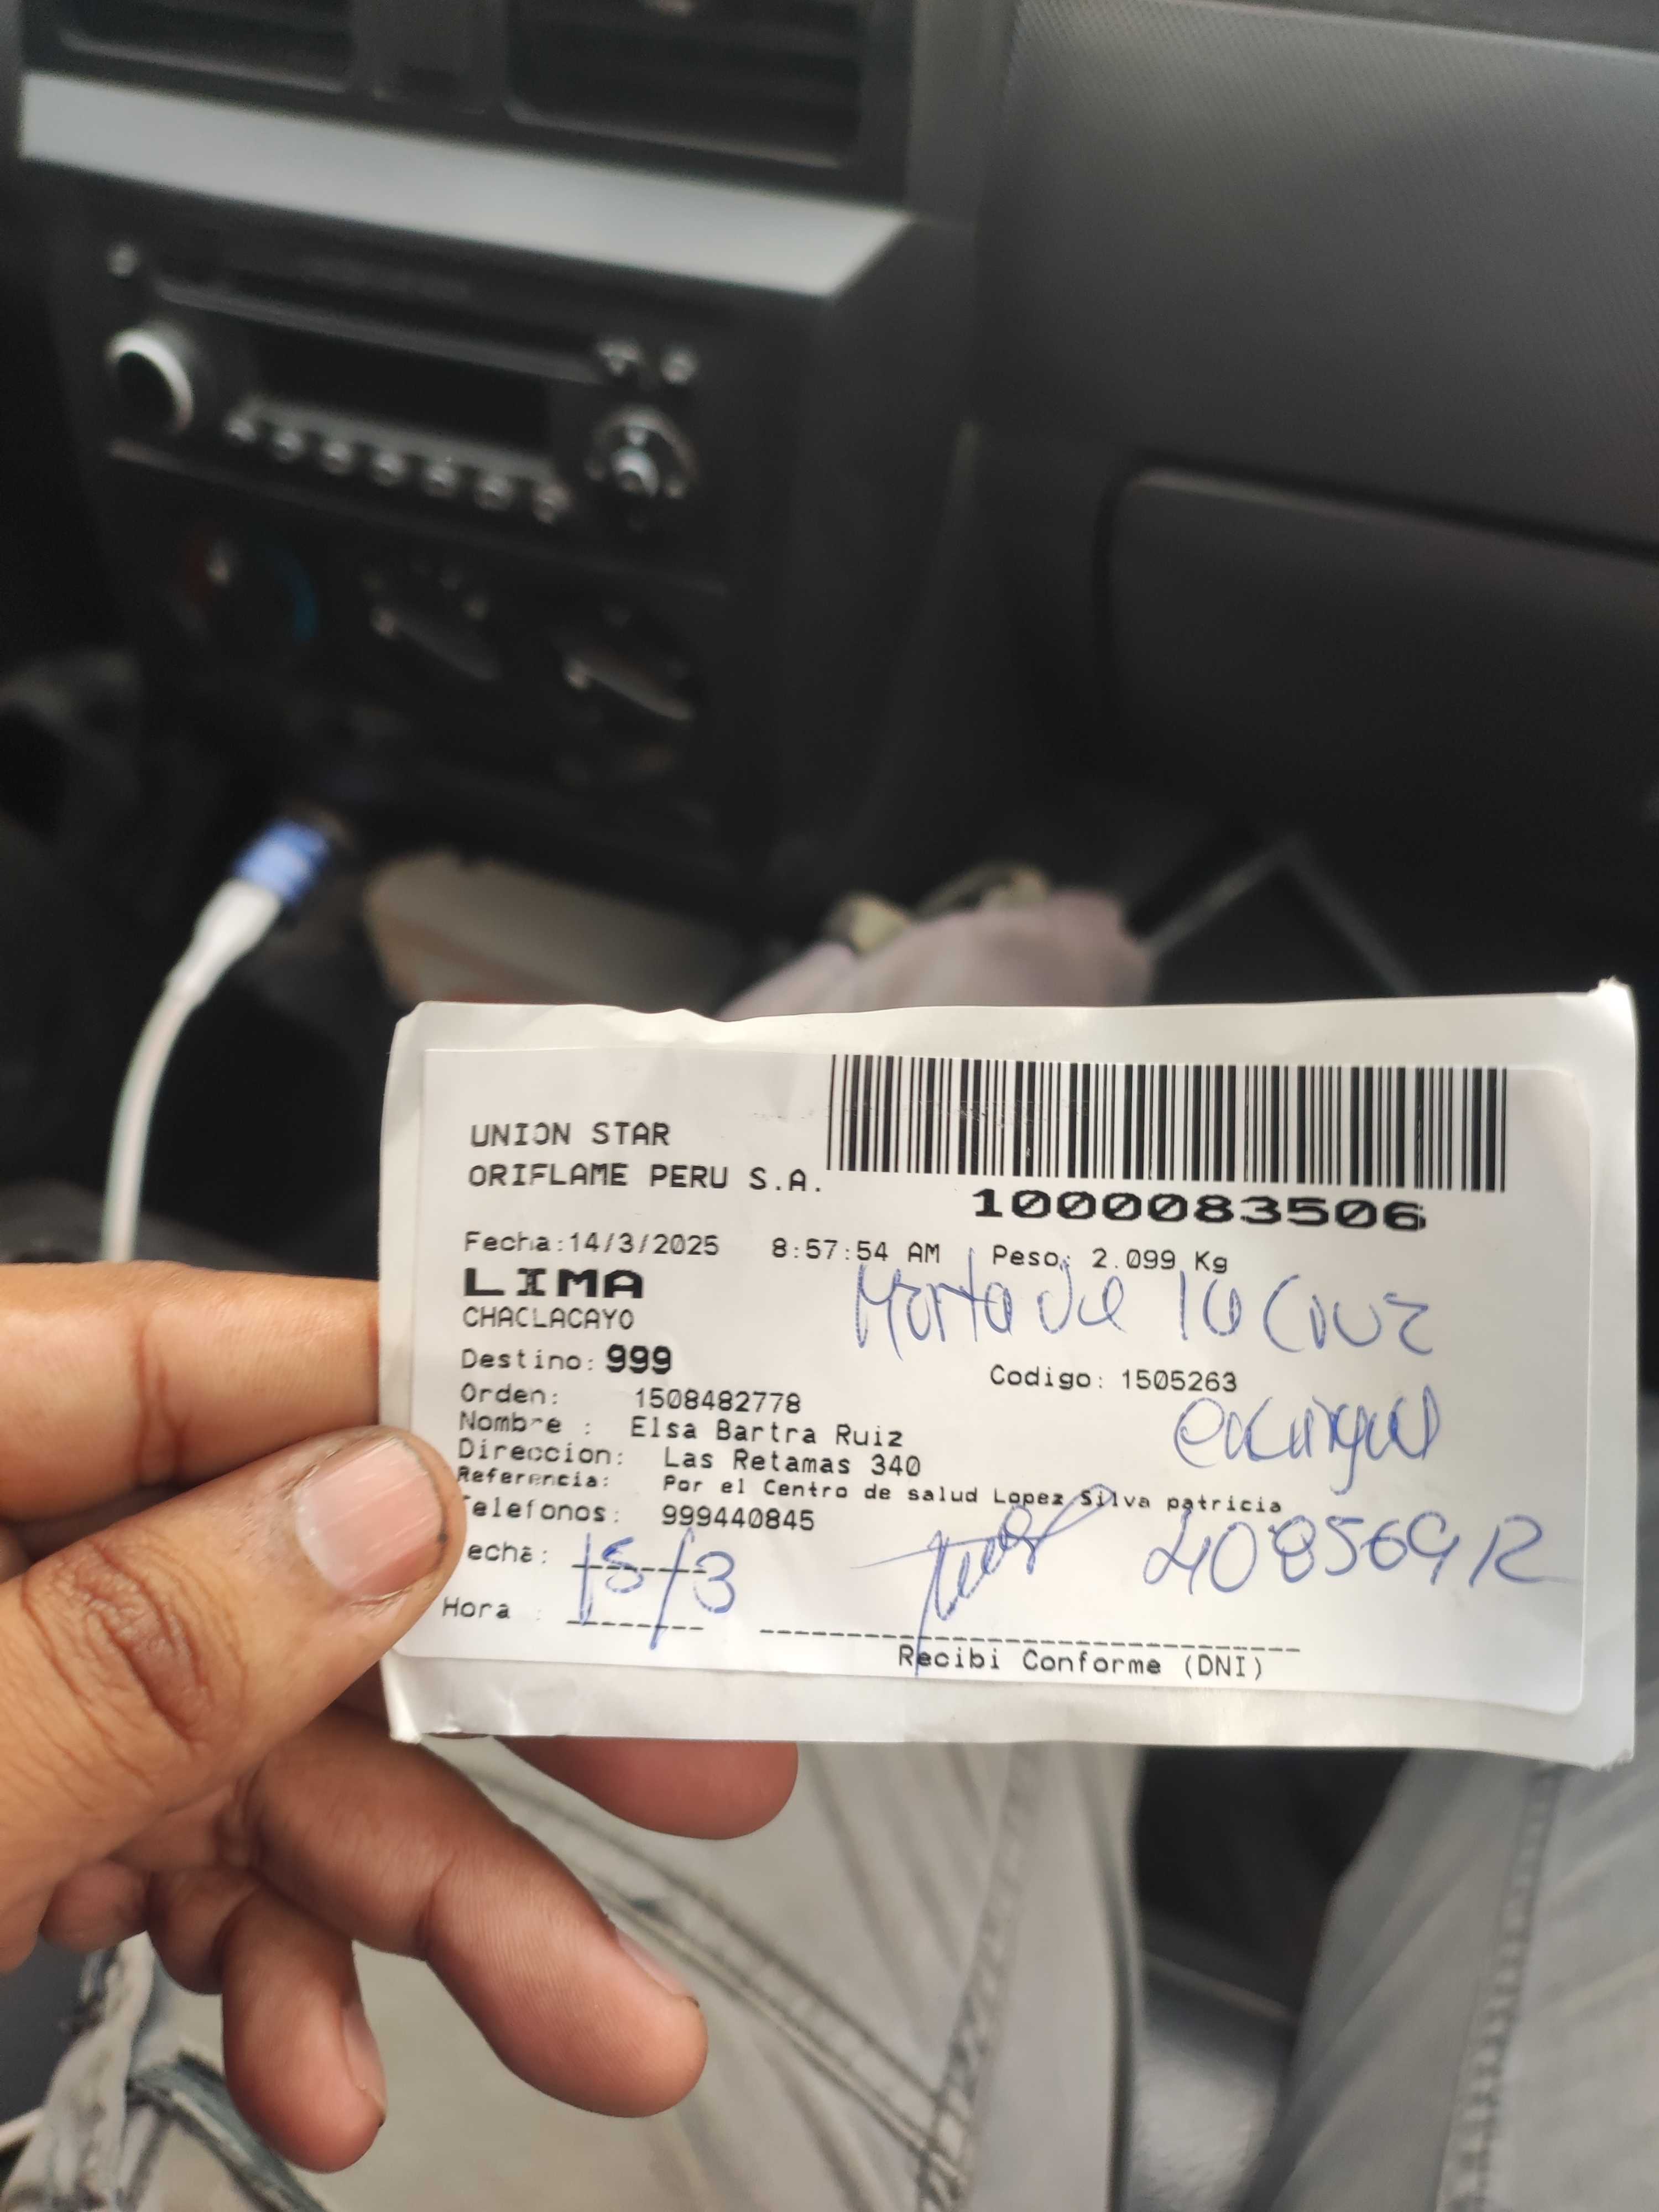 UNION STAR
ORIFLAME PERU S.A.
1000083506
Fecha:14/3/2025 8:57:54 AM Peso: 2.099 Kg
LIMA
CHACLACAYO
Marta de la Cruz
Destino: 999
Codigo: 1505263
Orden: 1508482778
Nombre : Elsa Bartra Ruiz
Direccion: Las Retamas 340
Referencia: Por el Centro de salud Lopez Silva patricia
elefonos: 999440845
echa: 15/3
Hora :
Recibi Conforme (DNI)